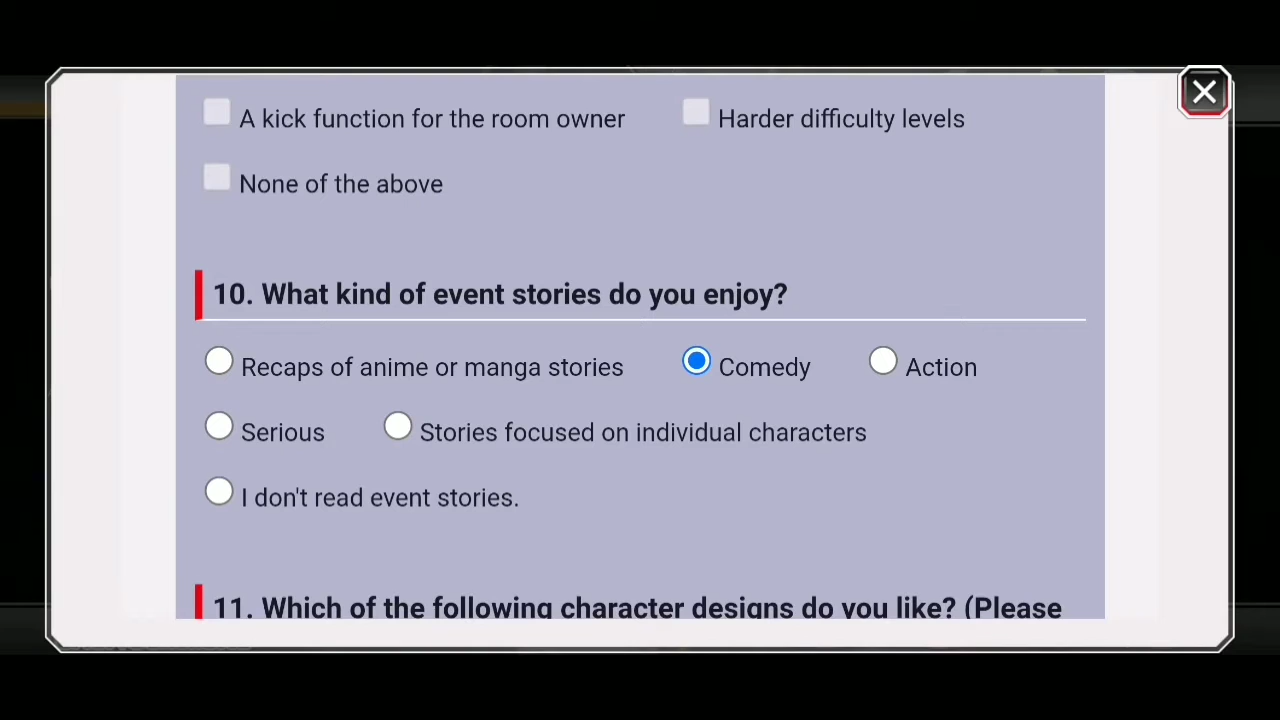 A kick function for the room owner Harder difficulty levels
None of the above
10. What kind of event stories do you enjoy?
Recaps of anime or manga stories Comedy Action
Serious Stories focused on individual characters
I don't read event stories.
11. Which of the following character designs do you like? (Please